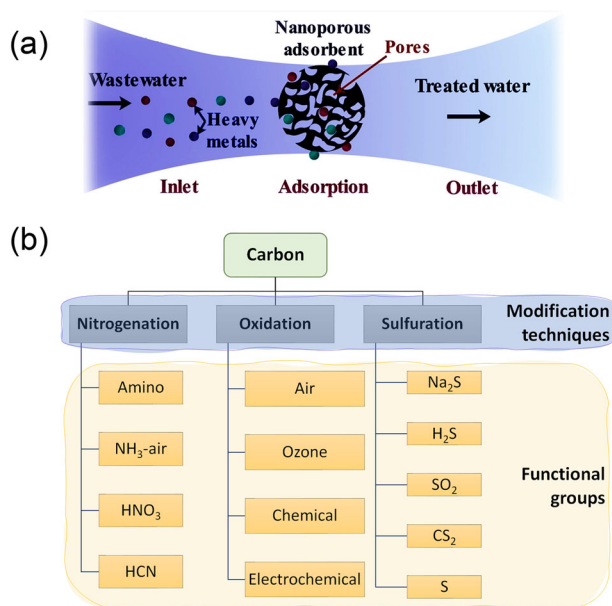 (a)
Nanoporous
adsorbent
Pores
Wastewater
Treated water
Heavy
metals
Inlet
Adsorption
Outlet
(b)
Carbon
Nitrogenation
Oxidation
Sulfuration
Modification
techniques
Amino
NH₃-air
HNO₃
HCN
Air
Ozone
Chemical
Electrochemical
Na₂S
H₂S
SO₂
CS₂
S
Functional
groups